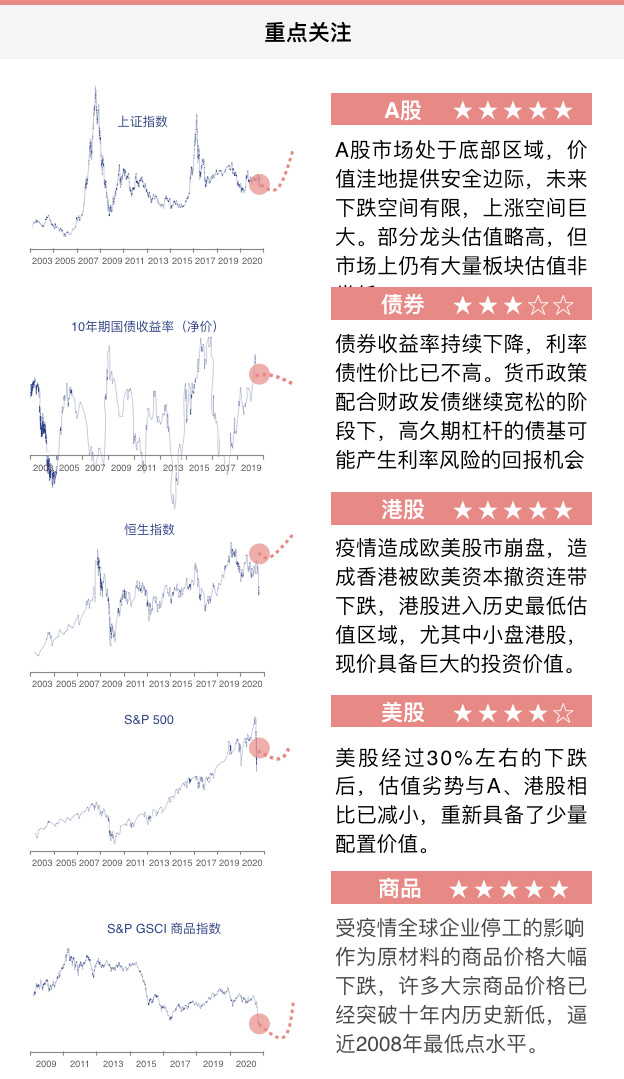 重点关注
上证指数
2003 2005 2007 2009 2011 2013 2015 2017 2019 2020
A股 ★★★★★
A股市场处于底部区域，价
值洼地提供安全边际，未来
下跌空间有限，上涨空间巨
大。部分龙头估值略高，但
市场上仍有大量板块估值非
10年期国债收益率（净价）
2003 2005 2007 2009 2011 2013 2015 2017 2019
债券 ★★★☆☆
债券收益率持续下降，利率
债性价比已不高。货币政策
配合财政发债继续宽松的阶
段下，高久期杠杆的债基可
能产生利率风险的回报机会
恒生指数
2003 2005 2007 2009 2011 2013 2015 2017 2019 2020
港股 ★★★★★
疫情造成欧美股市崩盘，造
成香港被欧美资本撤资连带
下跌，港股进入历史最低估
值区域，尤其中小盘港股，
现价具备巨大的投资价值。
S&P 500
2003 2005 2007 2009 2011 2013 2015 2017 2019 2020
美股 ★★★★☆
美股经过30%左右的下跌
后，估值劣势与A、港股相
比已减小，重新具备了少量
配置价值。
S&P GSCI 商品指数
2009 2011 2013 2015 2017 2019 2020
商品 ★★★★★
受疫情全球企业停工的影响
作为原材料的商品价格大幅
下跌，许多大宗商品价格已
经突破十年内历史新低，逼
近2008年最低点水平。